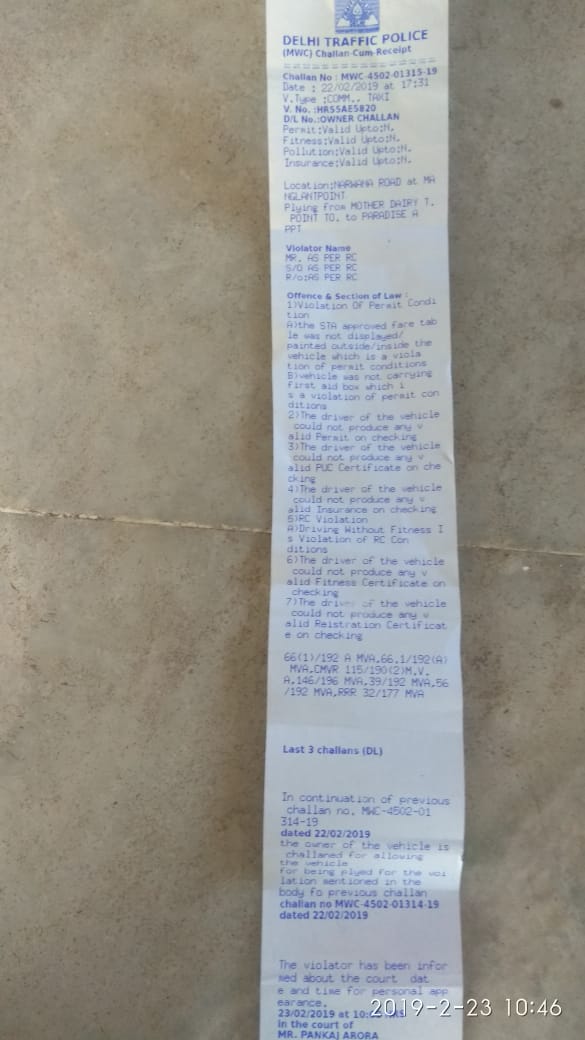 DELHI TRAFFIC POLICE
(MWC) Challan-Cum-Receipt
Challan No : MWC-4502-01315-19
Date : 22/02/2019 at 17:31
V.Type :COMM., TAXI
V. No. :HR55AE5820
D/L No.:OWNER CHALLAN
Permit:Valid Upto:N.
Fitness:Valid Upto:N.
Pollution:Valid Upto:N.
Insurance:Valid Upto:N.
Location:NARWANA ROAD at MA
NGLANTPOINT
Plying from MOTHER DAIRY T.
POINT TO. to PARADISE A
PPT
Violator Name
MR. AS PER RC
S/O AS PER RC
R/o:AS PER RC
Offence & Section of Law :
1)Violation Of Permit Condi
tion
A)the STA approved fare tab
le was not displayed/
painted outside/inside the
vehicle which is a viola
tion of permit conditions
B)vehicle was not carrying
first aid box which i
s a violation of permit con
ditions
2)The driver of the vehicle
could not produce any v
alid Permit on checking
3)The driver of the vehicle
could not produce any v
alid PUC Certificate on che
cking
4)The driver of the vehicle
could not produce any v
alid Insurance on checking
5)RC Violation
A)Driving Without Fitness I
s Violation of RC Con
ditions
6)The driver of the vehicle
could not produce any v
alid Fitness Certificate on
checking
7)The driver of the vehicle
could not produce any v
alid Reistration Certificat
e on checking
66(1)/192 A MVA,66.1/192(A)
MVA,CMVR 115/190(2)M.V.
A,146/196 MVA,39/192 MVA,56
/192 MVA,RRR 32/177 MVA
Last 3 challans (DL)
In continuation of previous
challan no. MWC-4502-01
314-19
dated 22/02/2019
the owner of the vehicle is
challaned for allowing
the vehicle
for being plyed for the voi
lation mentioned in the
body fo previous challan
challan no MWC-4502-01314-19
dated 22/02/2019
The violator has been infor
med about the court dat
e and time for personal app
earance.
23/02/2019 at
in the court of
MR. PANKAJ ARORA
2019-2-23 10:46